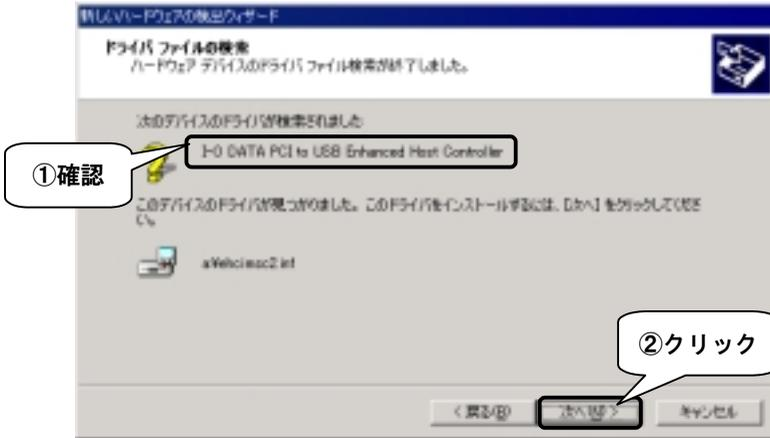 新しいハードウェアの検出ウィザード
ドライバ ファイルの検索
ハードウェア デバイスのドライバ ファイル検索が終了しました。
次のデバイスのドライバが検索されました:
I-O DATA PCI to USB Enhanced Host Controller
①確認
このデバイスのドライバが見つかりました。このドライバをインストールするには、[次へ] をクリックしてくださ
い。
②クリック
< 戻る(B)
次へ(N) >
キャンセル